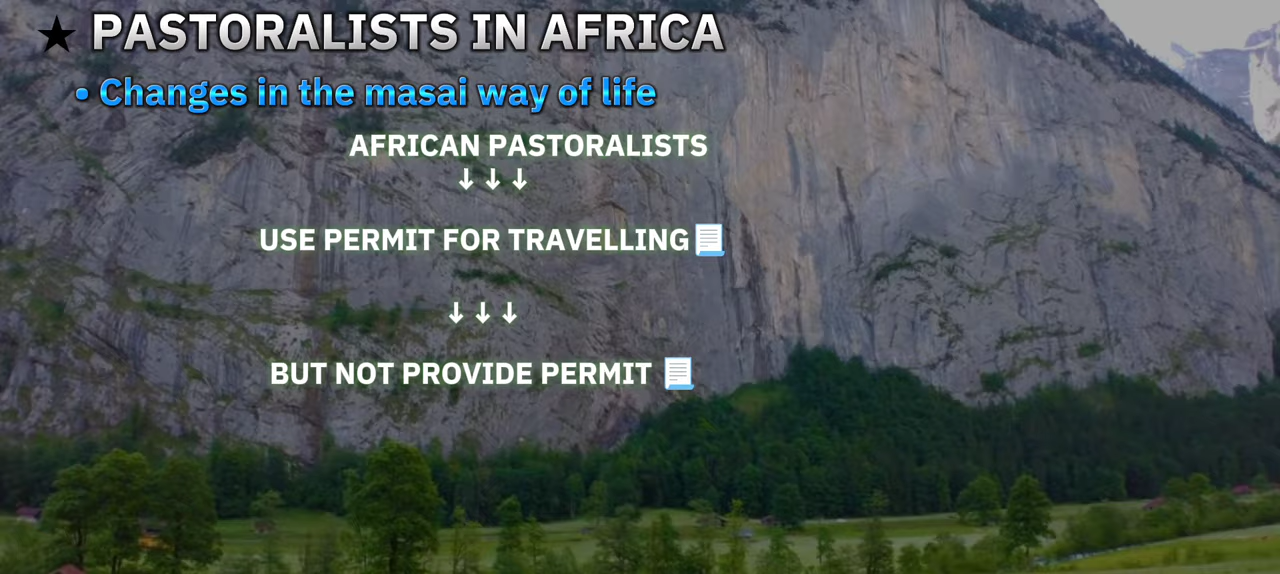 ★ PASTORALISTS IN AFRICA
• Changes in the masai way of life
AFRICAN PASTORALISTS
↓ ↓ ↓
USE PERMIT FOR TRAVELLING📃
↓ ↓ ↓
BUT NOT PROVIDE PERMIT 📃